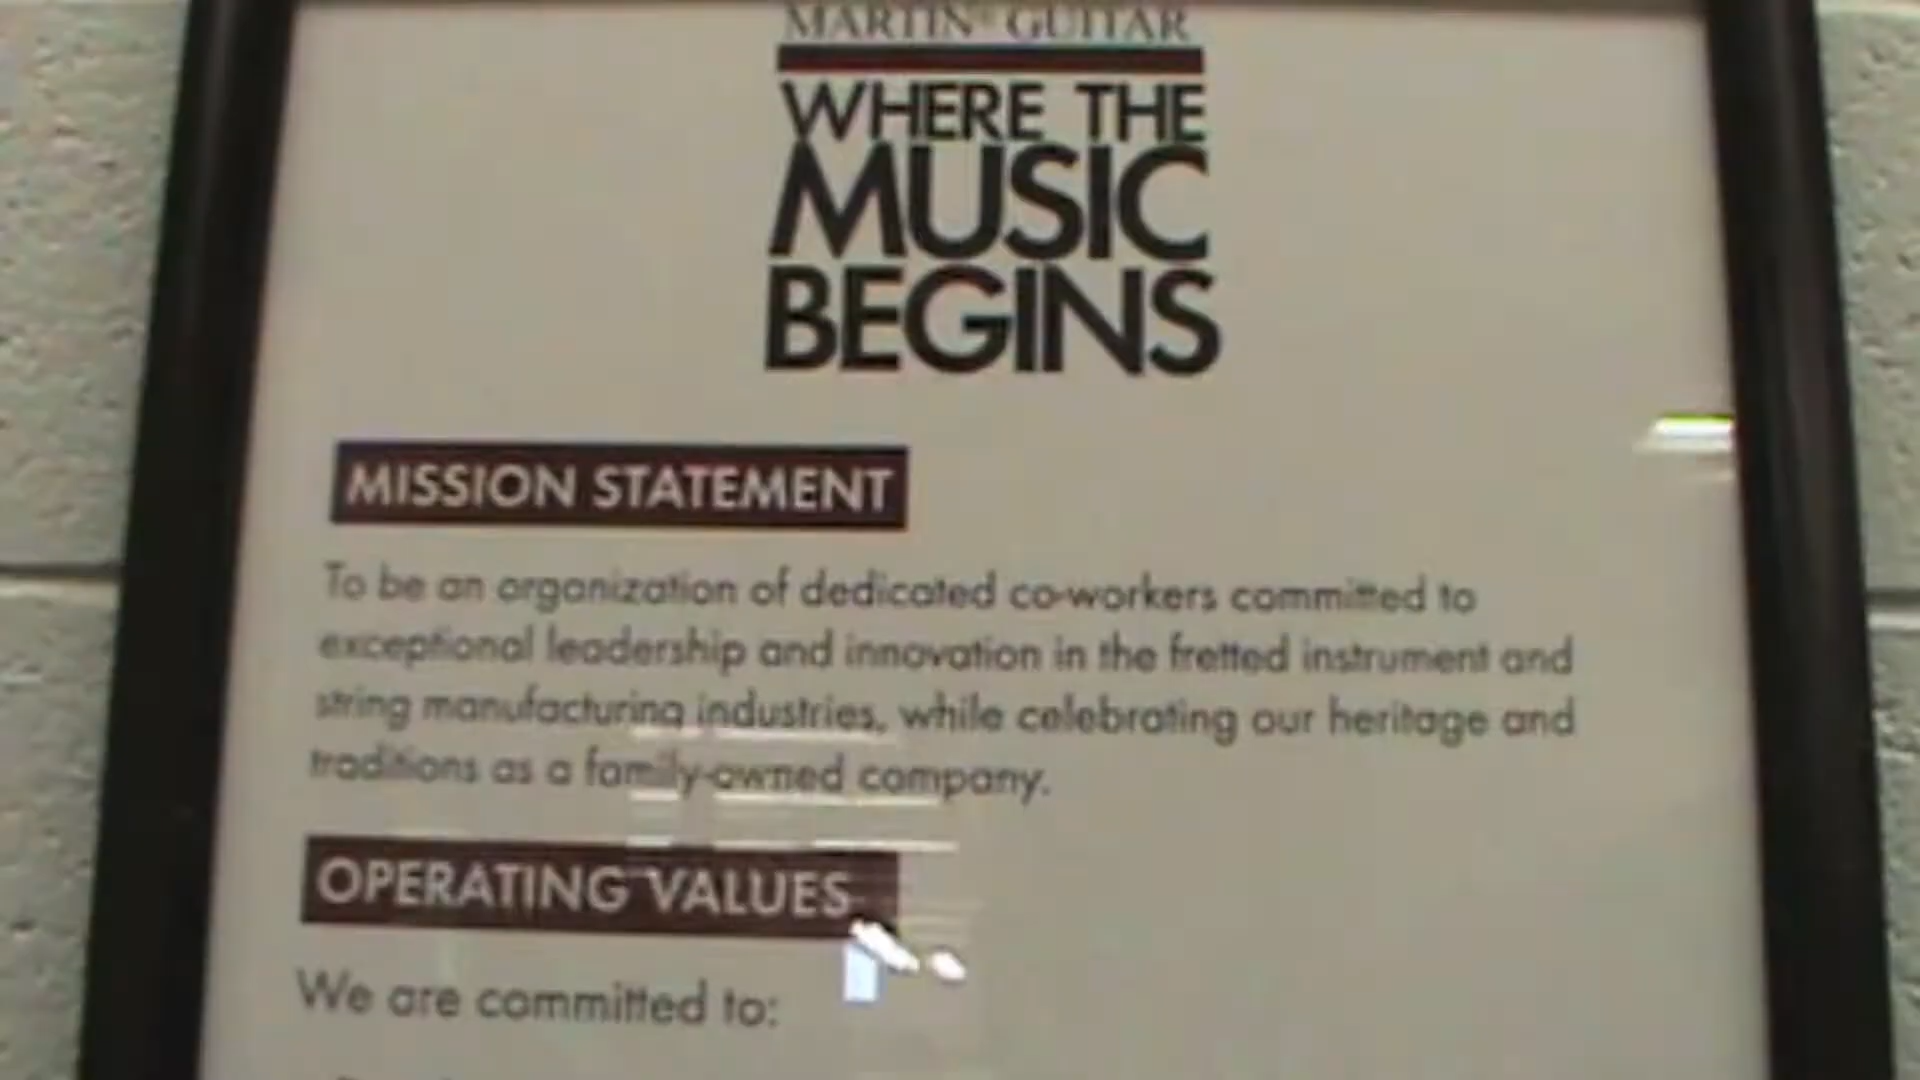 MARTIN® GUITAR
WHERE THE
MUSIC
BEGINS
MISSION STATEMENT
To be an organization of dedicated co-workers committed to
exceptional leadership and innovation in the fretted instrument and
string manufacturing industries, while celebrating our heritage and
traditions as a family-owned company.
OPERATING VALUES
We are committed to: